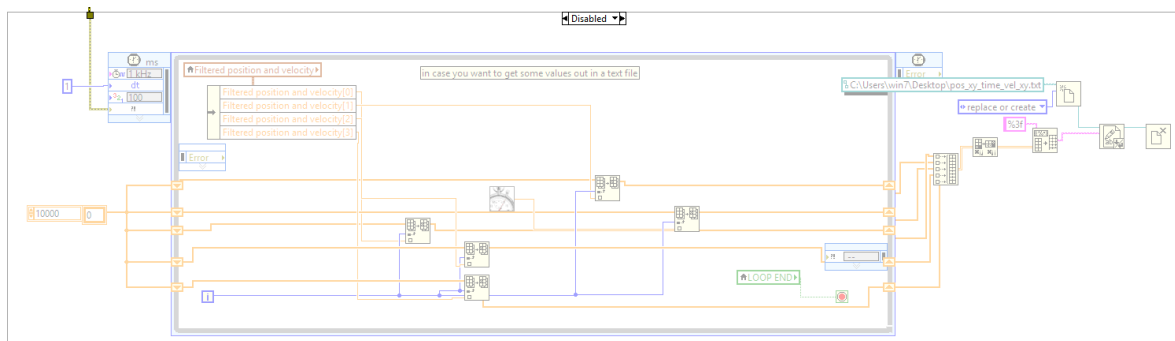 Disabled
ms
1 kHz
dt
100
1
Filtered position and velocity
in case you want to get some values out in a text file
Error
Filtered position and velocity[0]
Filtered position and velocity[1]
Filtered position and velocity[2]
Filtered position and velocity[3]
C:\Users\win7\Desktop\pos_xy_time_vel_xy.txt
replace or create
%3f
Error
10000
0
--
LOOP END
i